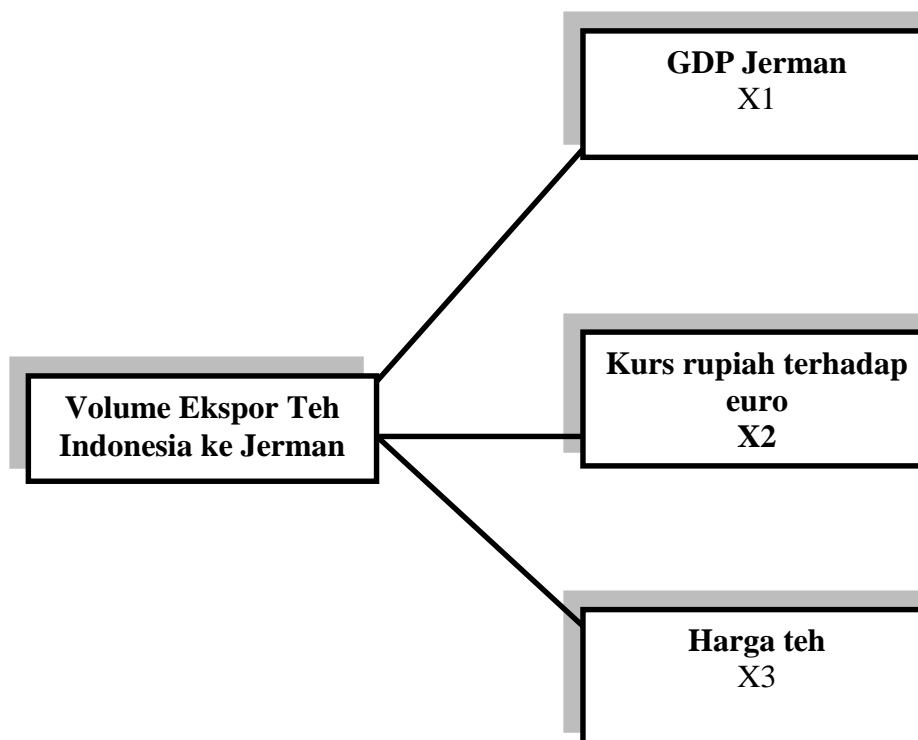 GDP Jerman
X1
Kurs rupiah terhadap
euro
X2
Volume Ekspor Teh
Indonesia ke Jerman
Harga teh
X3